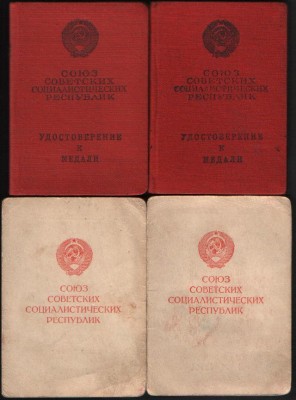 СОЮЗ
СОВЕТСКИХ
СОЦИАЛИСТИЧЕСКИХ
РЕСПУБЛИК
УДОСТОВЕРЕНИЕ
К
МЕДАЛИ
СОЮЗ
СОВЕТСКИХ
СОЦИАЛИСТИЧЕСКИХ
РЕСПУБЛИК
УДОСТОВЕРЕНИЕ
К
МЕДАЛИ
СОЮЗ
СОВЕТСКИХ
СОЦИАЛИСТИЧЕСКИХ
РЕСПУБЛИК
СОЮЗ
СОВЕТСКИХ
СОЦИАЛИСТИЧЕСКИХ
РЕСПУБЛИК